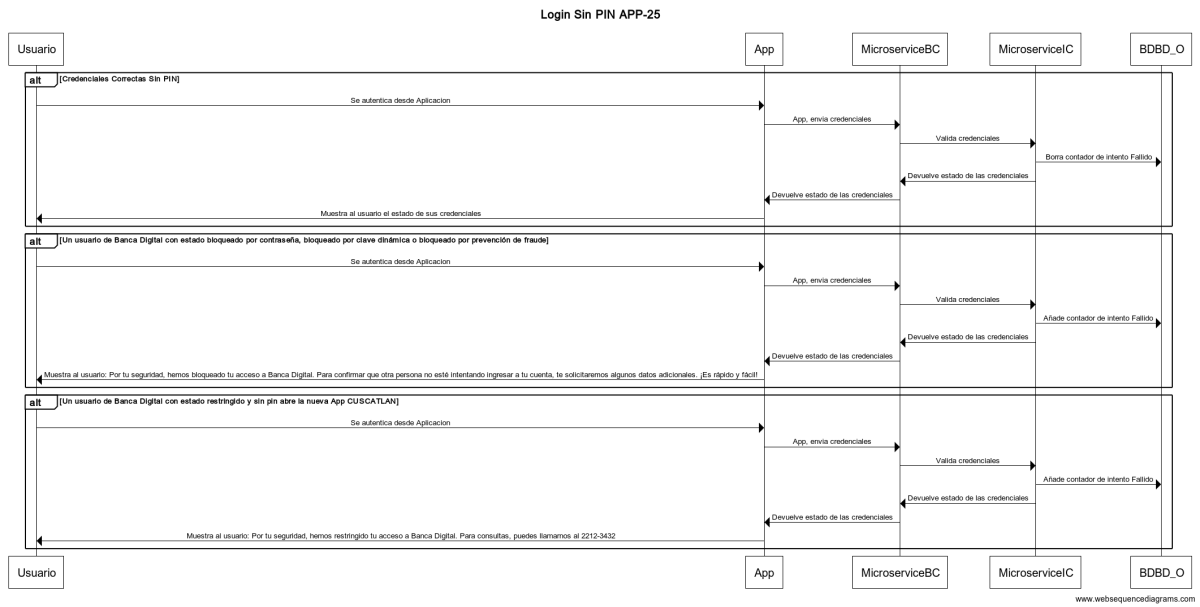 Login Sin PIN APP-25
Usuario App MicroserviceBC MicroserviceIC BDBD_O
alt [Credenciales Correctas Sin PIN]
Se autentica desde Aplicacion
App, envia credenciales
Valida credenciales
Borra contador de intento Fallido
Devuelve estado de las credenciales
Devuelve estado de las credenciales
Muestra al usuario el estado de sus credenciales
alt [Un usuario de Banca Digital con estado bloqueado por contraseña, bloqueado por clave dinámica o bloqueado por prevención de fraude]
Se autentica desde Aplicacion
App, envia credenciales
Valida credenciales
Añade contador de intento Fallido
Devuelve estado de las credenciales
Devuelve estado de las credenciales
Muestra al usuario: Por tu seguridad, hemos bloqueado tu acceso a Banca Digital. Para confirmar que otra persona no esté intentando ingresar a tu cuenta, te solicitaremos algunos datos adicionales. ¡Es rápido y fácil!
alt [Un usuario de Banca Digital con estado restringido y sin pin abre la nueva App CUSCATLAN]
Se autentica desde Aplicacion
App, envia credenciales
Valida credenciales
Añade contador de intento Fallido
Devuelve estado de las credenciales
Devuelve estado de las credenciales
Muestra al usuario: Por tu seguridad, hemos restringido tu acceso a Banca Digital. Para consultas, puedes llamarnos al 2212-3432
Usuario App MicroserviceBC MicroserviceIC BDBD_O
www.websequencediagrams.com